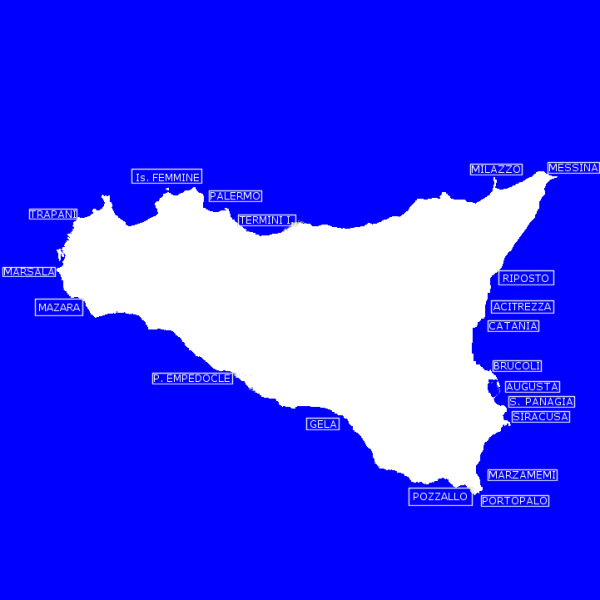 MILAZZO
MESSINA
Is. FEMMINE
PALERMO
TRAPANI
TERMINI I.
MARSALA
RIPOSTO
MAZARA
ACITREZZA
CATANIA
BRUCOLI
P. EMPEDOCLE
AUGUSTA
S. PANAGIA
SIRACUSA
GELA
MARZAMEMI
POZZALLO
PORTOPALO